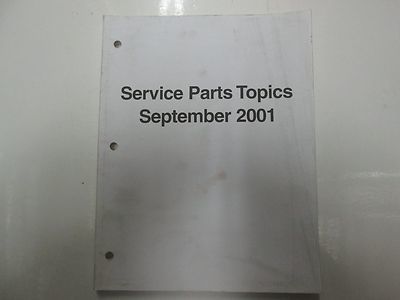 Service Parts Topics
September 2001